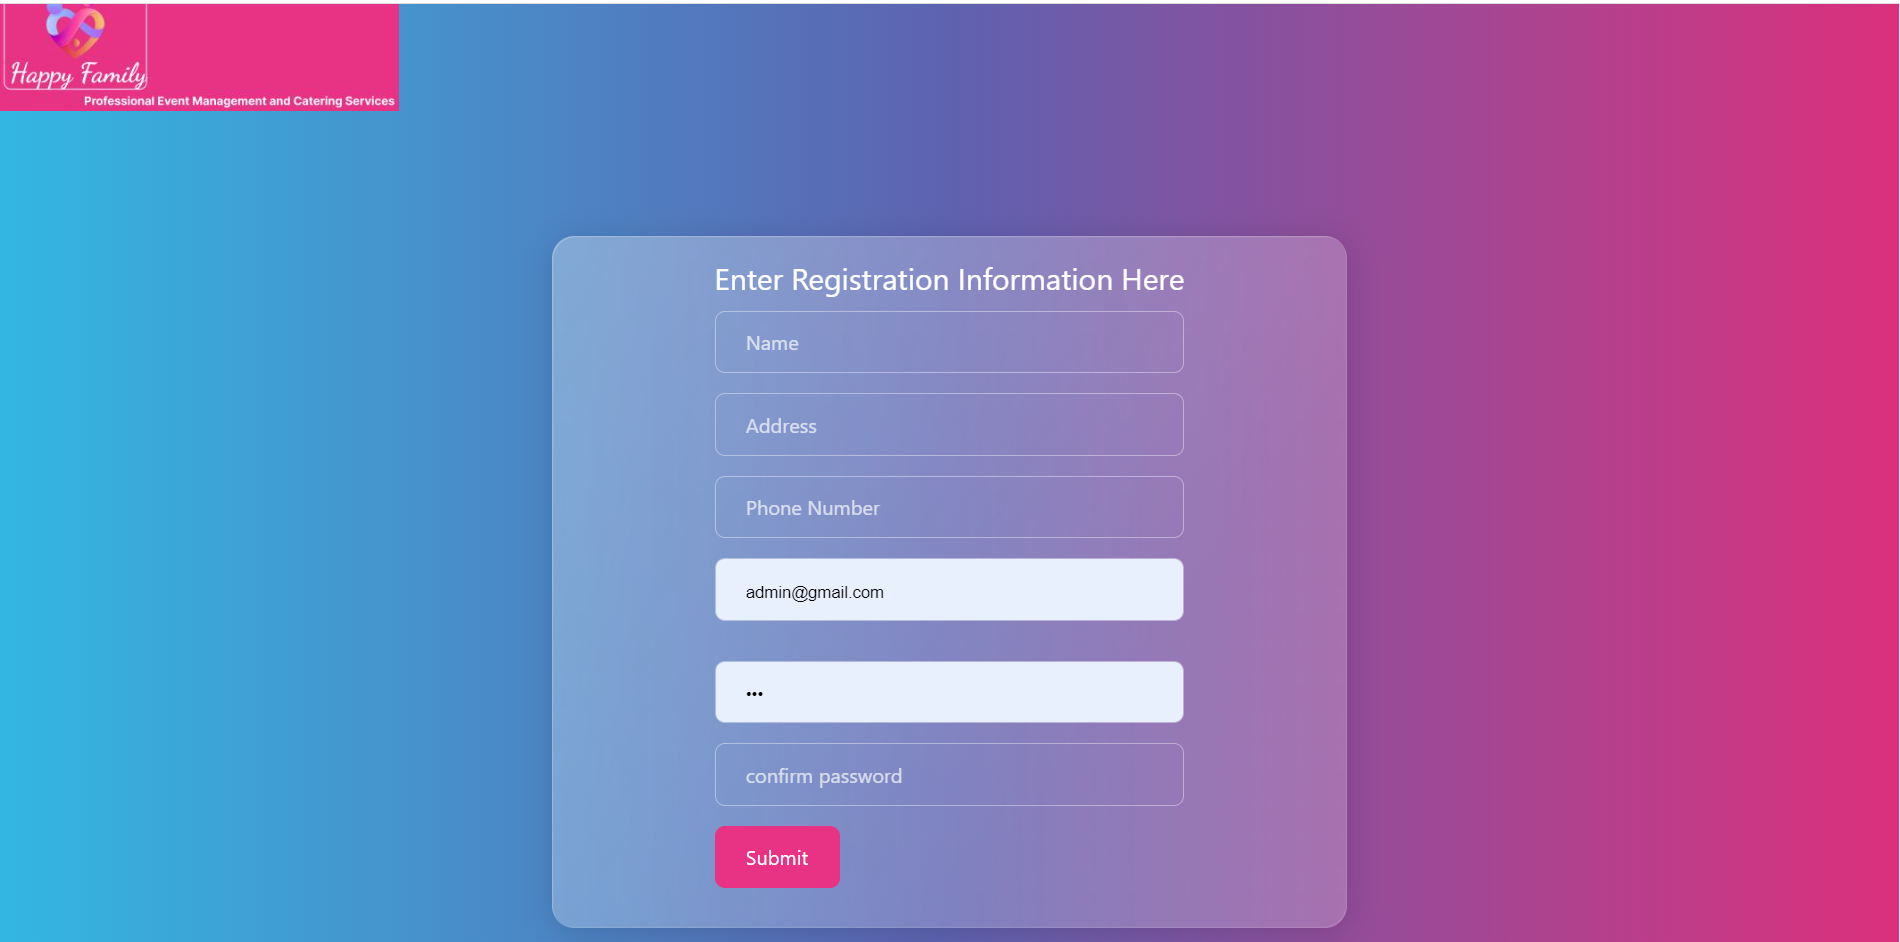 Happy Family
Professional Event Management and Catering Services
Enter Registration Information Here
Name
Address
Phone Number
admin@gmail.com
•••
confirm password
Submit